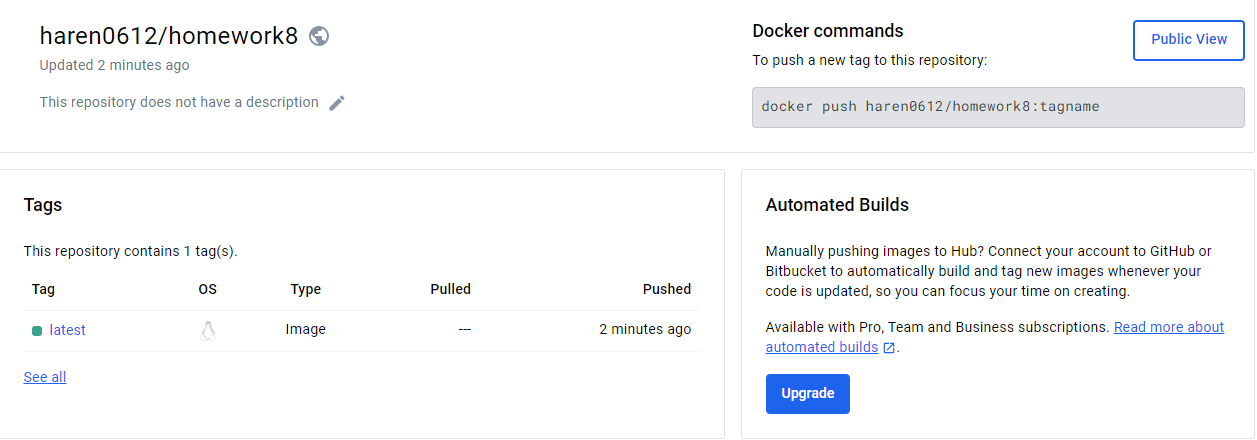 haren0612/homework8
Updated 2 minutes ago
This repository does not have a description
Docker commands
To push a new tag to this repository:
Public View
docker push haren0612/homework8:tagname
Tags
This repository contains 1 tag(s).
Tag OS Type Pulled Pushed
latest Image --- 2 minutes ago
See all
Automated Builds
Manually pushing images to Hub? Connect your account to GitHub or
Bitbucket to automatically build and tag new images whenever your
code is updated, so you can focus your time on creating.
Available with Pro, Team and Business subscriptions. Read more about
automated builds .
Upgrade